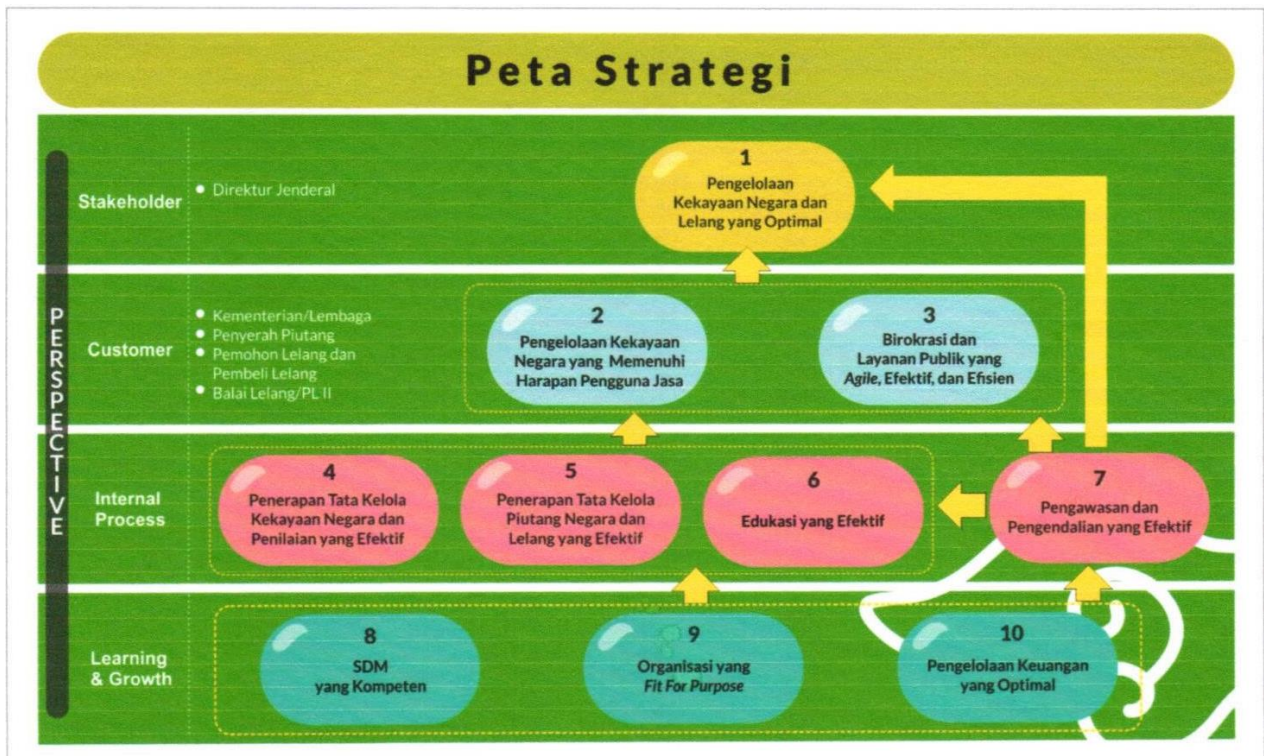 Peta Strategi
PERSPECTIVE
Stakeholder
• Direktur Jenderal
1
Pengelolaan
Kekayaan Negara dan
Lelang yang Optimal
Customer
• Kementerian/Lembaga
• Penyerah Piutang
• Pemohon Lelang dan
Pembeli Lelang
• Balai Lelang/PL II
2
Pengelolaan Kekayaan
Negara yang Memenuhi
Harapan Pengguna Jasa
3
Birokrasi dan
Layanan Publik yang
Agile, Efektif, dan Efisien
Internal
Process
4
Penerapan Tata Kelola
Kekayaan Negara dan
Penilaian yang Efektif
5
Penerapan Tata Kelola
Piutang Negara dan
Lelang yang Efektif
6
Edukasi yang Efektif
7
Pengawasan dan
Pengendalian yang Efektif
Learning
& Growth
8
SDM
yang Kompeten
9
Organisasi yang
Fit For Purpose
10
Pengelolaan Keuangan
yang Optimal